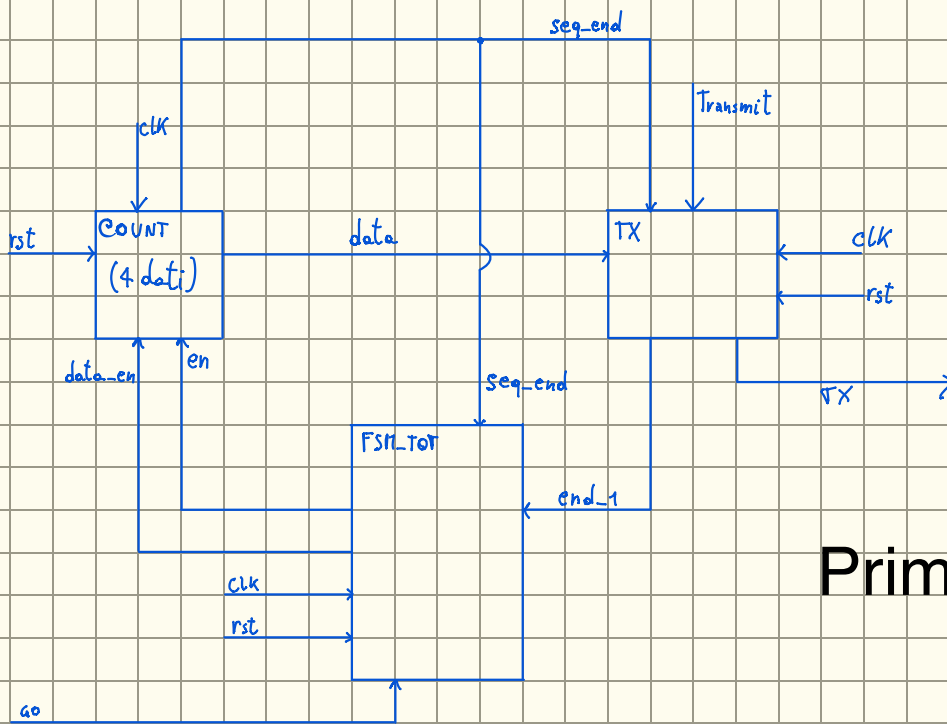 seq_end
Transmit
clk
rst
COUNT
(4 dati)
data
TX
clk
rst
data_en
en
seq_end
TX
FSM_TOT
end_1
Prim
clk
rst
go